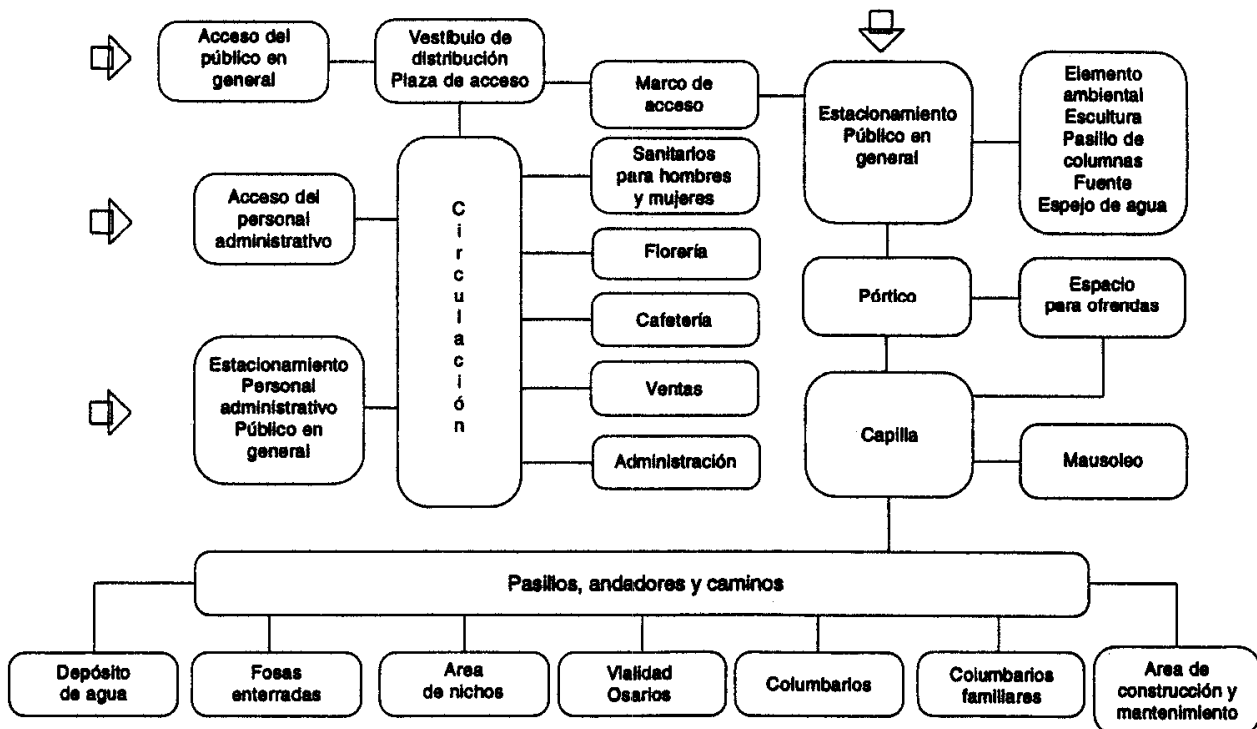 Acceso del
público en
general
Vestíbulo de
distribución
Plaza de acceso
Marco de
acceso
Estacionamiento
Público en
general
Elemento
ambiental
Escultura
Pasillo de
columnas
Fuente
Espejo de agua
Acceso del
personal
administrativo
Circulación
Sanitarios
para hombres
y mujeres
Florería
Cafetería
Ventas
Administración
Pórtico
Espacio
para ofrendas
Estacionamiento
Personal
administrativo
Público en
general
Capilla
Mausoleo
Pasillos, andadores y caminos
Depósito
de agua
Fosas
enterradas
Area
de nichos
Vialidad
Osarios
Columbarios
Columbarios
familiares
Area de
construcción y
mantenimiento